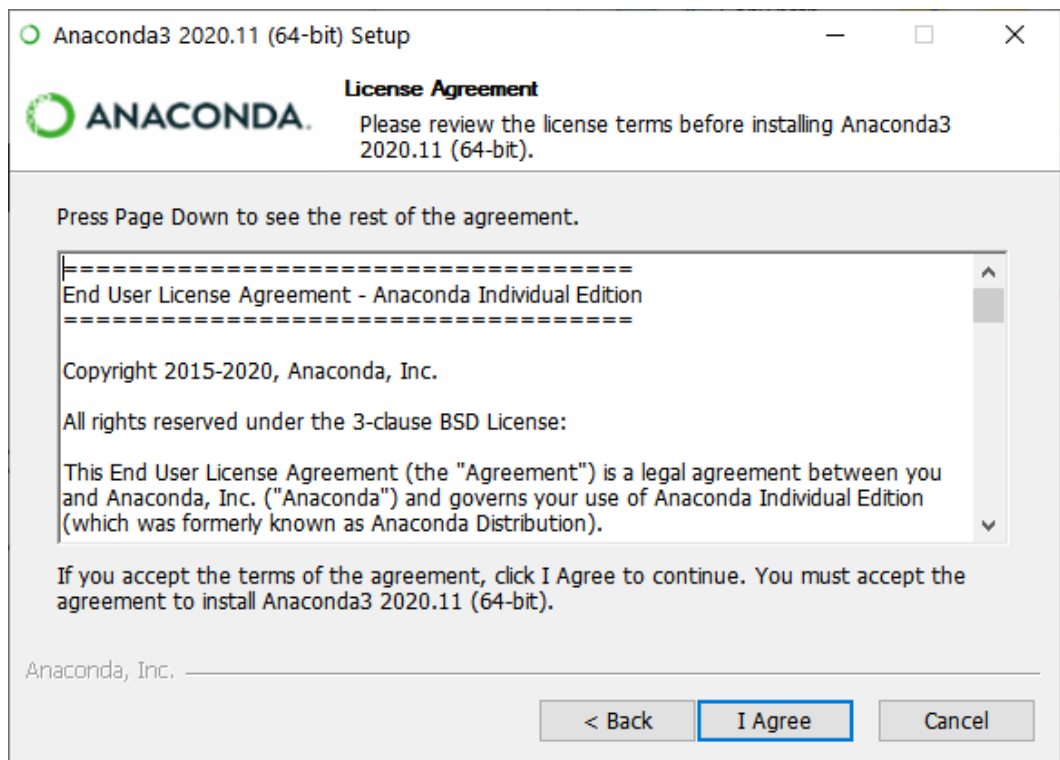 Anaconda3 2020.11 (64-bit) Setup
ANACONDA.
License Agreement
Please review the license terms before installing Anaconda3
2020.11 (64-bit).
Press Page Down to see the rest of the agreement.
===================================
End User License Agreement - Anaconda Individual Edition
===================================
Copyright 2015-2020, Anaconda, Inc.
All rights reserved under the 3-clause BSD License:
This End User License Agreement (the "Agreement") is a legal agreement between you
and Anaconda, Inc. ("Anaconda") and governs your use of Anaconda Individual Edition
(which was formerly known as Anaconda Distribution).
If you accept the terms of the agreement, click I Agree to continue. You must accept the
agreement to install Anaconda3 2020.11 (64-bit).
Anaconda, Inc.
< Back
I Agree
Cancel